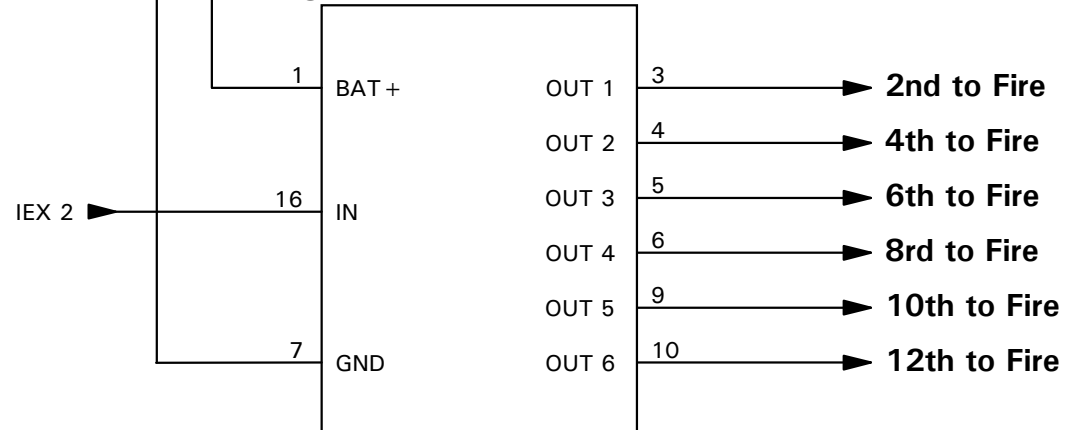 1 BAT+ OUT 1 3 2nd to Fire
OUT 2 4 4th to Fire
IEX 2 16 IN OUT 3 5 6th to Fire
OUT 4 6 8rd to Fire
OUT 5 9 10th to Fire
7 GND OUT 6 10 12th to Fire